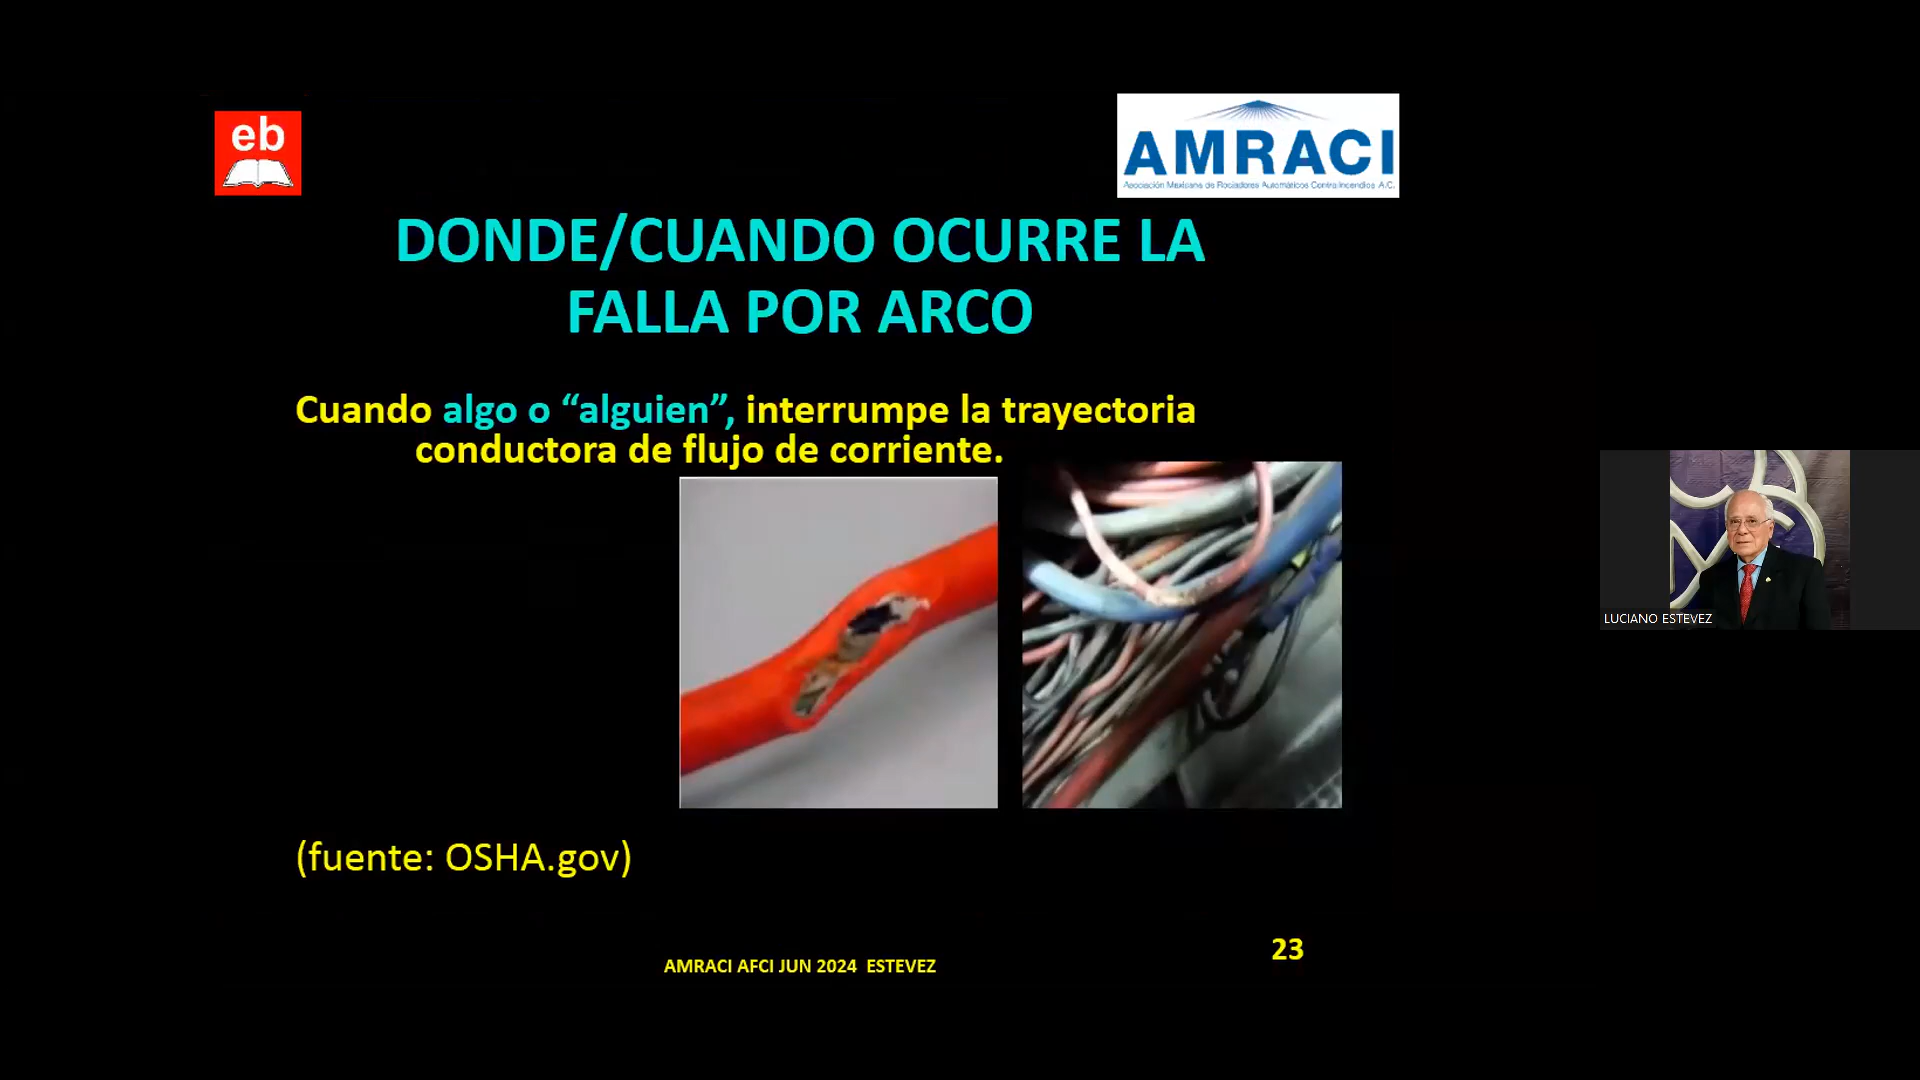 eb
AMRACI
Asociación Mexicana de Rociadores Automáticos Contra Incendios A.C.
DONDE/CUANDO OCURRE LA
FALLA POR ARCO
Cuando algo o “alguien”, interrumpe la trayectoria
conductora de flujo de corriente.
LUCIANO ESTEVEZ
(fuente: OSHA.gov)
23
AMRACI AFCI JUN 2024 ESTEVEZ